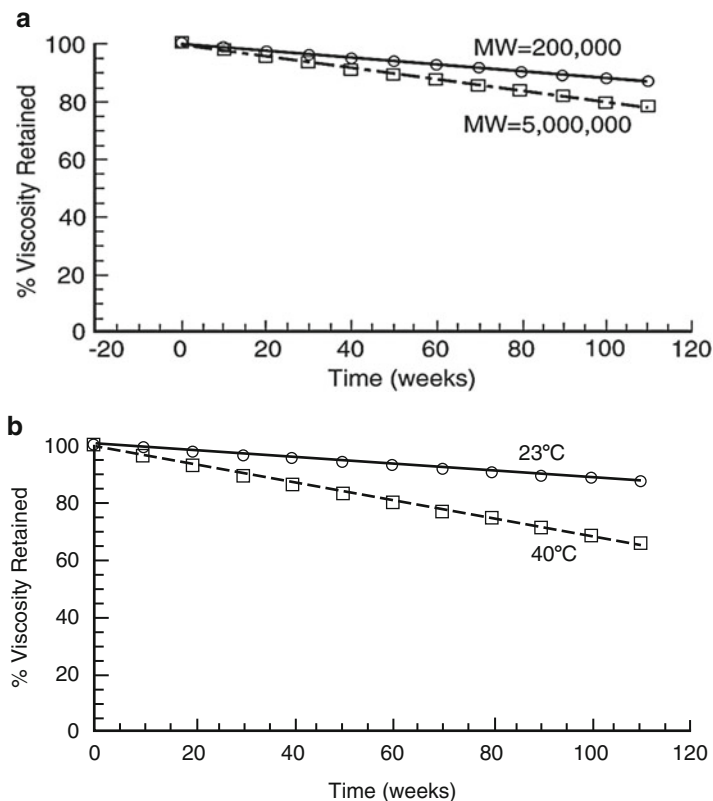 a
100
80
60
40
20
0
% Viscosity Retained
MW=200,000
MW=5,000,000
-20 0 20 40 60 80 100 120
Time (weeks)
b
100
80
60
40
20
0
% Viscosity Retained
23°C
40°C
0 20 40 60 80 100 120
Time (weeks)